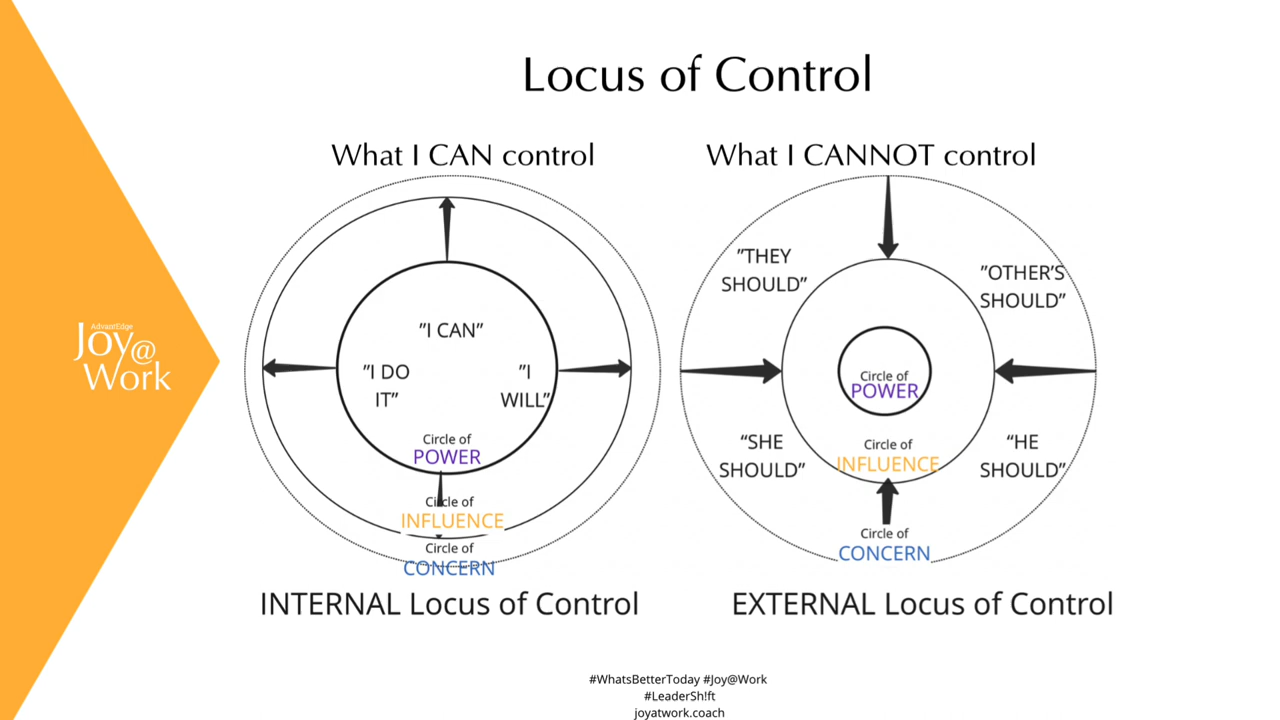 Locus of Control
What I CAN control
What I CANNOT control
”I CAN”
”I DO
IT”
”I
WILL”
Circle of
POWER
Circle of
INFLUENCE
Circle of
CONCERN
INTERNAL Locus of Control
”THEY
SHOULD”
”OTHER’S
SHOULD”
Circle of
POWER
“SHE
SHOULD”
Circle of
INFLUENCE
“HE
SHOULD”
Circle of
CONCERN
EXTERNAL Locus of Control
AdvantEdge
Joy@
Work
#WhatsBetterToday #Joy@Work
#LeaderSh!ft
joyatwork.coach